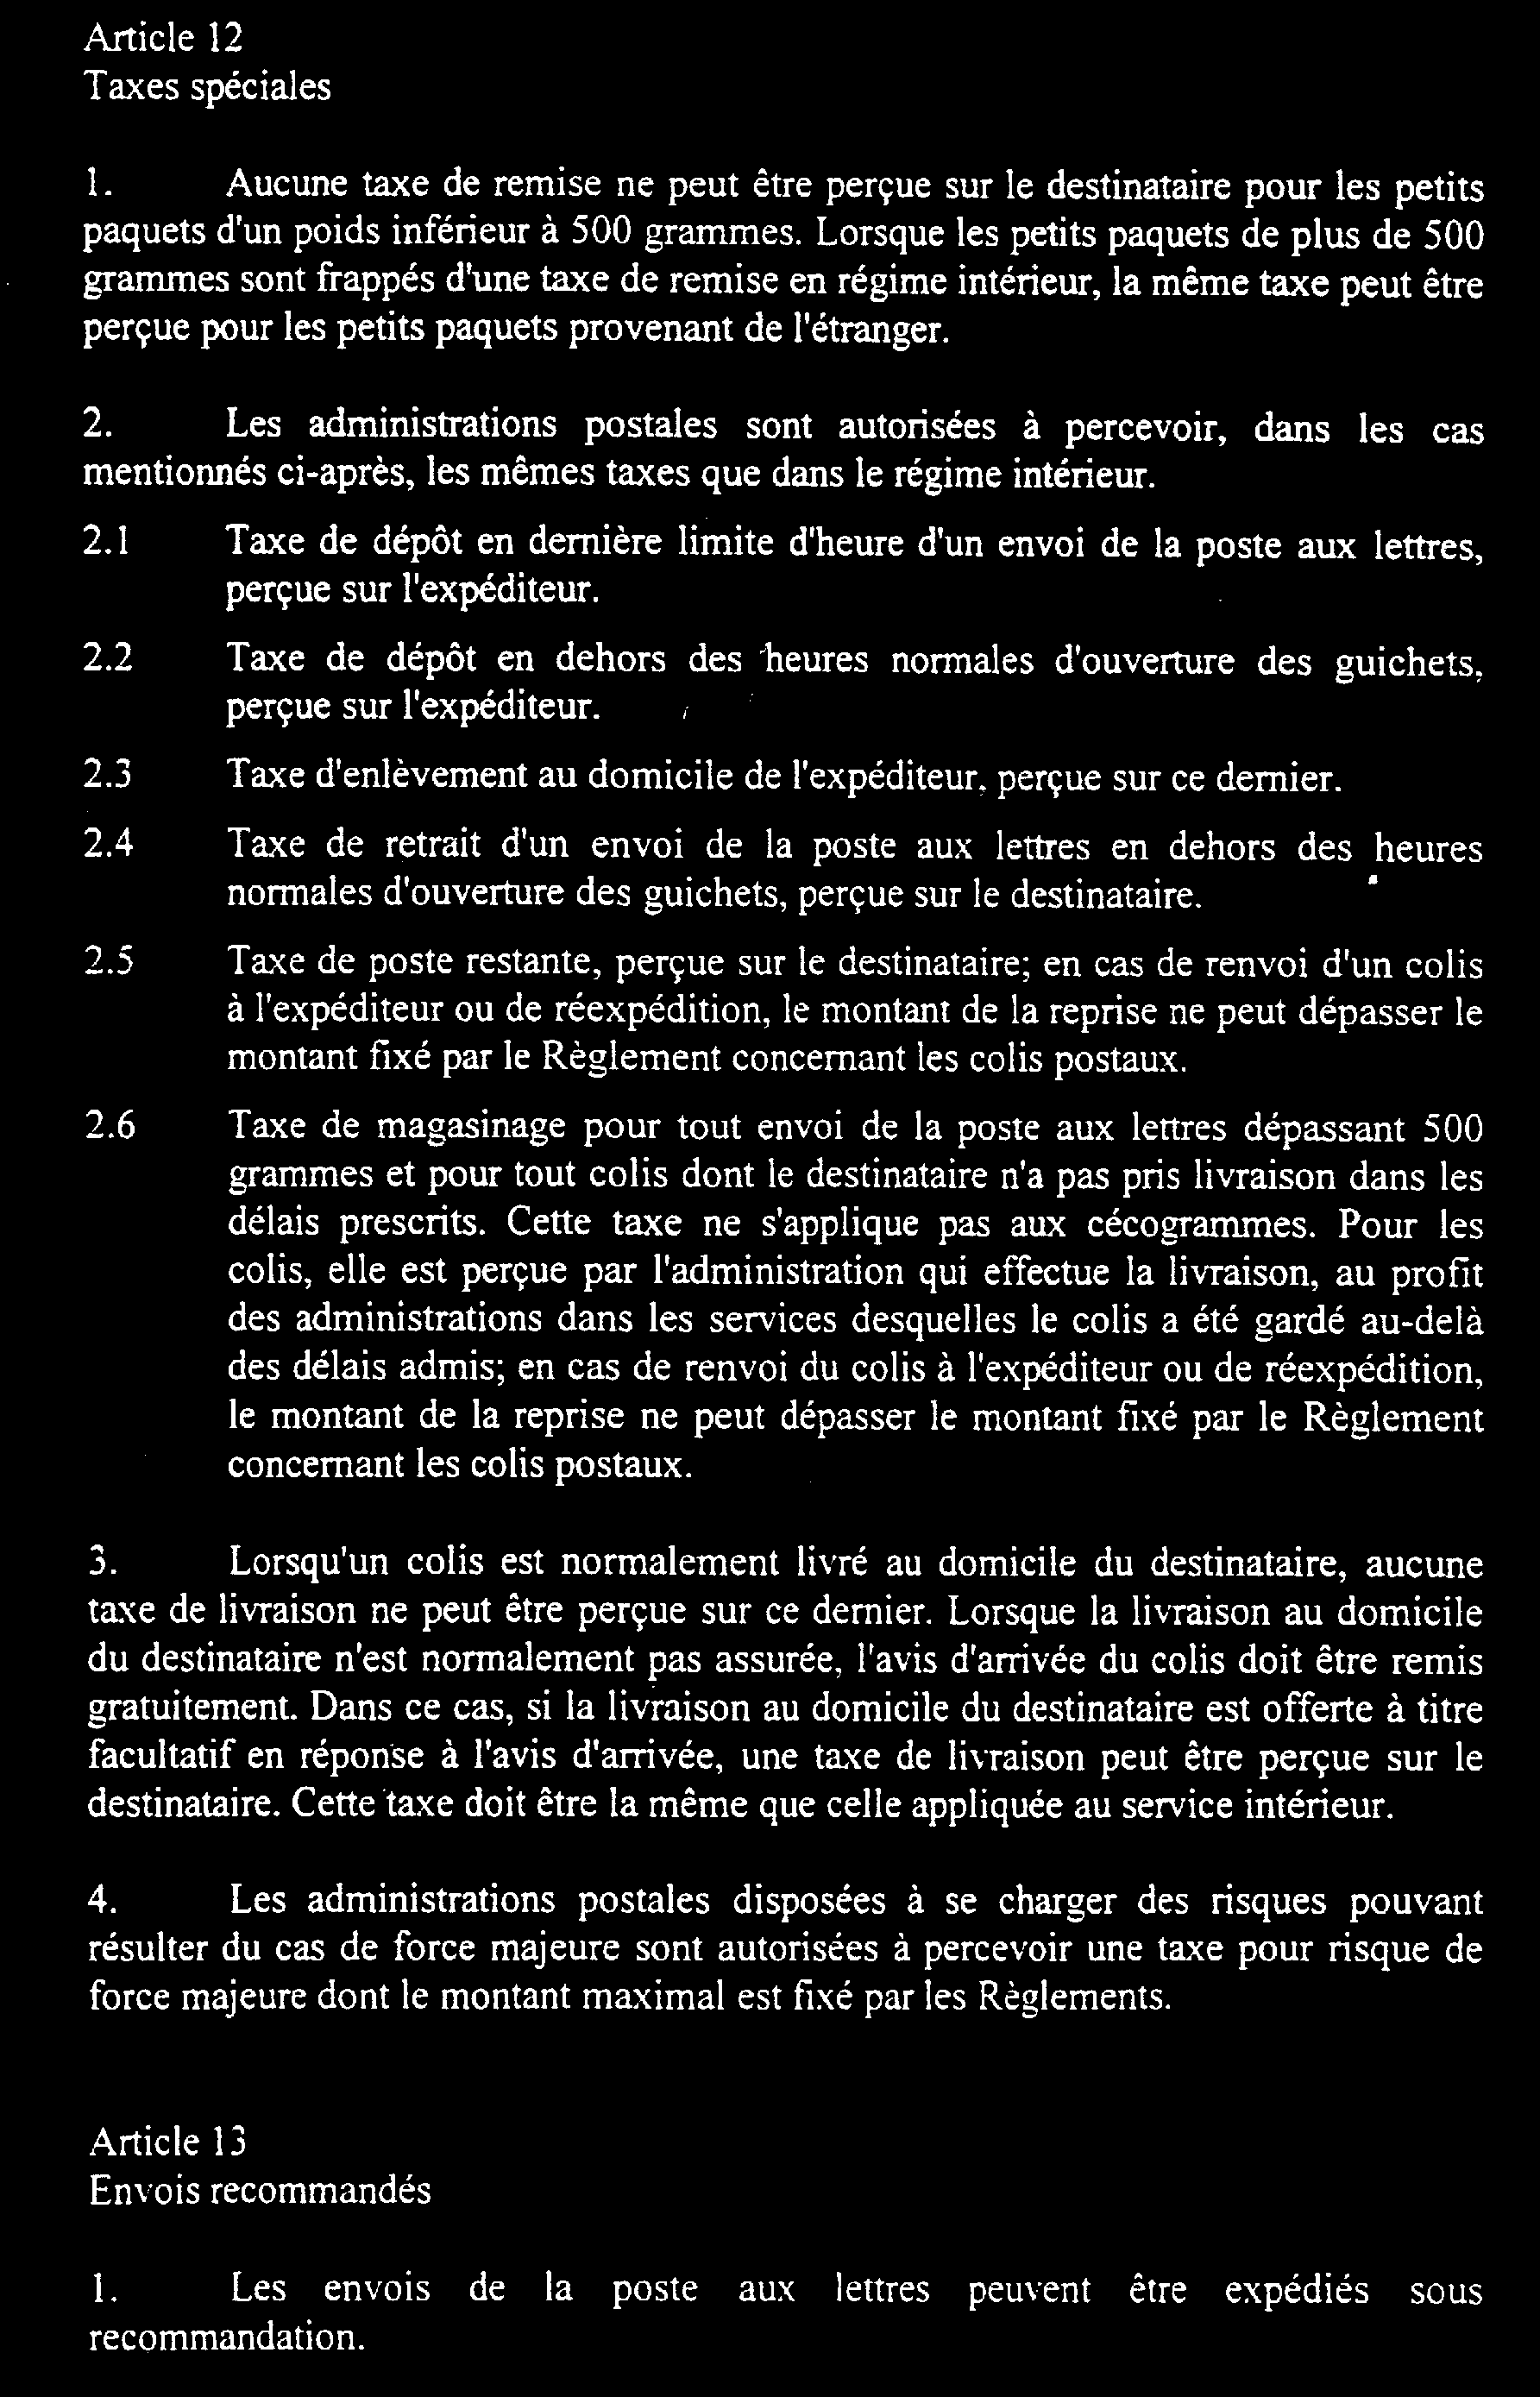 Article 12
Taxes spéciales
1. Aucune taxe de remise ne peut être perçue sur le destinataire pour les petits
paquets d'un poids inférieur à 500 grammes. Lorsque les petits paquets de plus de 500
grammes sont frappés d'une taxe de remise en régime intérieur, la même taxe peut être
perçue pour les petits paquets provenant de l'étranger.
2. Les administrations postales sont autorisées à percevoir, dans les cas
mentionnés ci-après, les mêmes taxes que dans le régime intérieur.
2.1 Taxe de dépôt en dernière limite d'heure d'un envoi de la poste aux lettres,
perçue sur l'expéditeur.
2.2 Taxe de dépôt en dehors des heures normales d'ouverture des guichets,
perçue sur l'expéditeur.
2.3 Taxe d'enlèvement au domicile de l'expéditeur, perçue sur ce dernier.
2.4 Taxe de retrait d'un envoi de la poste aux lettres en dehors des heures
normales d'ouverture des guichets, perçue sur le destinataire.
2.5 Taxe de poste restante, perçue sur le destinataire; en cas de renvoi d'un colis
à l'expéditeur ou de réexpédition, le montant de la reprise ne peut dépasser le
montant fixé par le Règlement concernant les colis postaux.
2.6 Taxe de magasinage pour tout envoi de la poste aux lettres dépassant 500
grammes et pour tout colis dont le destinataire n'a pas pris livraison dans les
délais prescrits. Cette taxe ne s'applique pas aux cécogrammes. Pour les
colis, elle est perçue par l'administration qui effectue la livraison, au profit
des administrations dans les services desquelles le colis a été gardé au-delà
des délais admis; en cas de renvoi du colis à l'expéditeur ou de réexpédition,
le montant de la reprise ne peut dépasser le montant fixé par le Règlement
concernant les colis postaux.
3. Lorsqu'un colis est normalement livré au domicile du destinataire, aucune
taxe de livraison ne peut être perçue sur ce dernier. Lorsque la livraison au domicile
du destinataire n'est normalement pas assurée, l'avis d'arrivée du colis doit être remis
gratuitement. Dans ce cas, si la livraison au domicile du destinataire est offerte à titre
facultatif en réponse à l'avis d'arrivée, une taxe de livraison peut être perçue sur le
destinataire. Cette taxe doit être la même que celle appliquée au service intérieur.
4. Les administrations postales disposées à se charger des risques pouvant
résulter du cas de force majeure sont autorisées à percevoir une taxe pour risque de
force majeure dont le montant maximal est fixé par les Règlements.
Article 13
Envois recommandés
1. Les envois de la poste aux lettres peuvent être expédiés sous
recommandation.